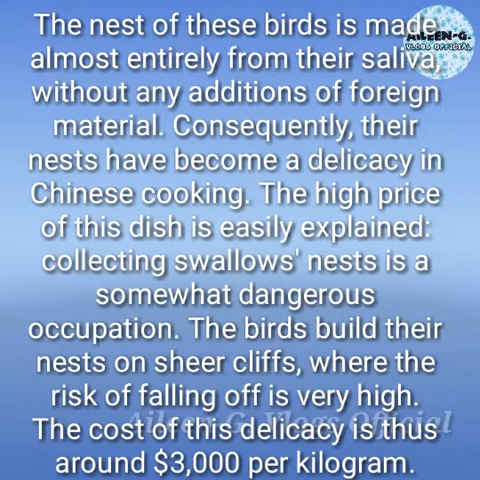 The nest of these birds is made
almost entirely from their saliva,
without any additions of foreign
material. Consequently, their
nests have become a delicacy in
Chinese cooking. The high price
of this dish is easily explained:
collecting swallows' nests is a
somewhat dangerous
occupation. The birds build their
nests on sheer cliffs, where the
risk of falling off is very high.
The cost of this delicacy is thus
around $3,000 per kilogram.
AiLEEN-G.
VLOGS OFFICIAL
Aileen G. Vlogs Official